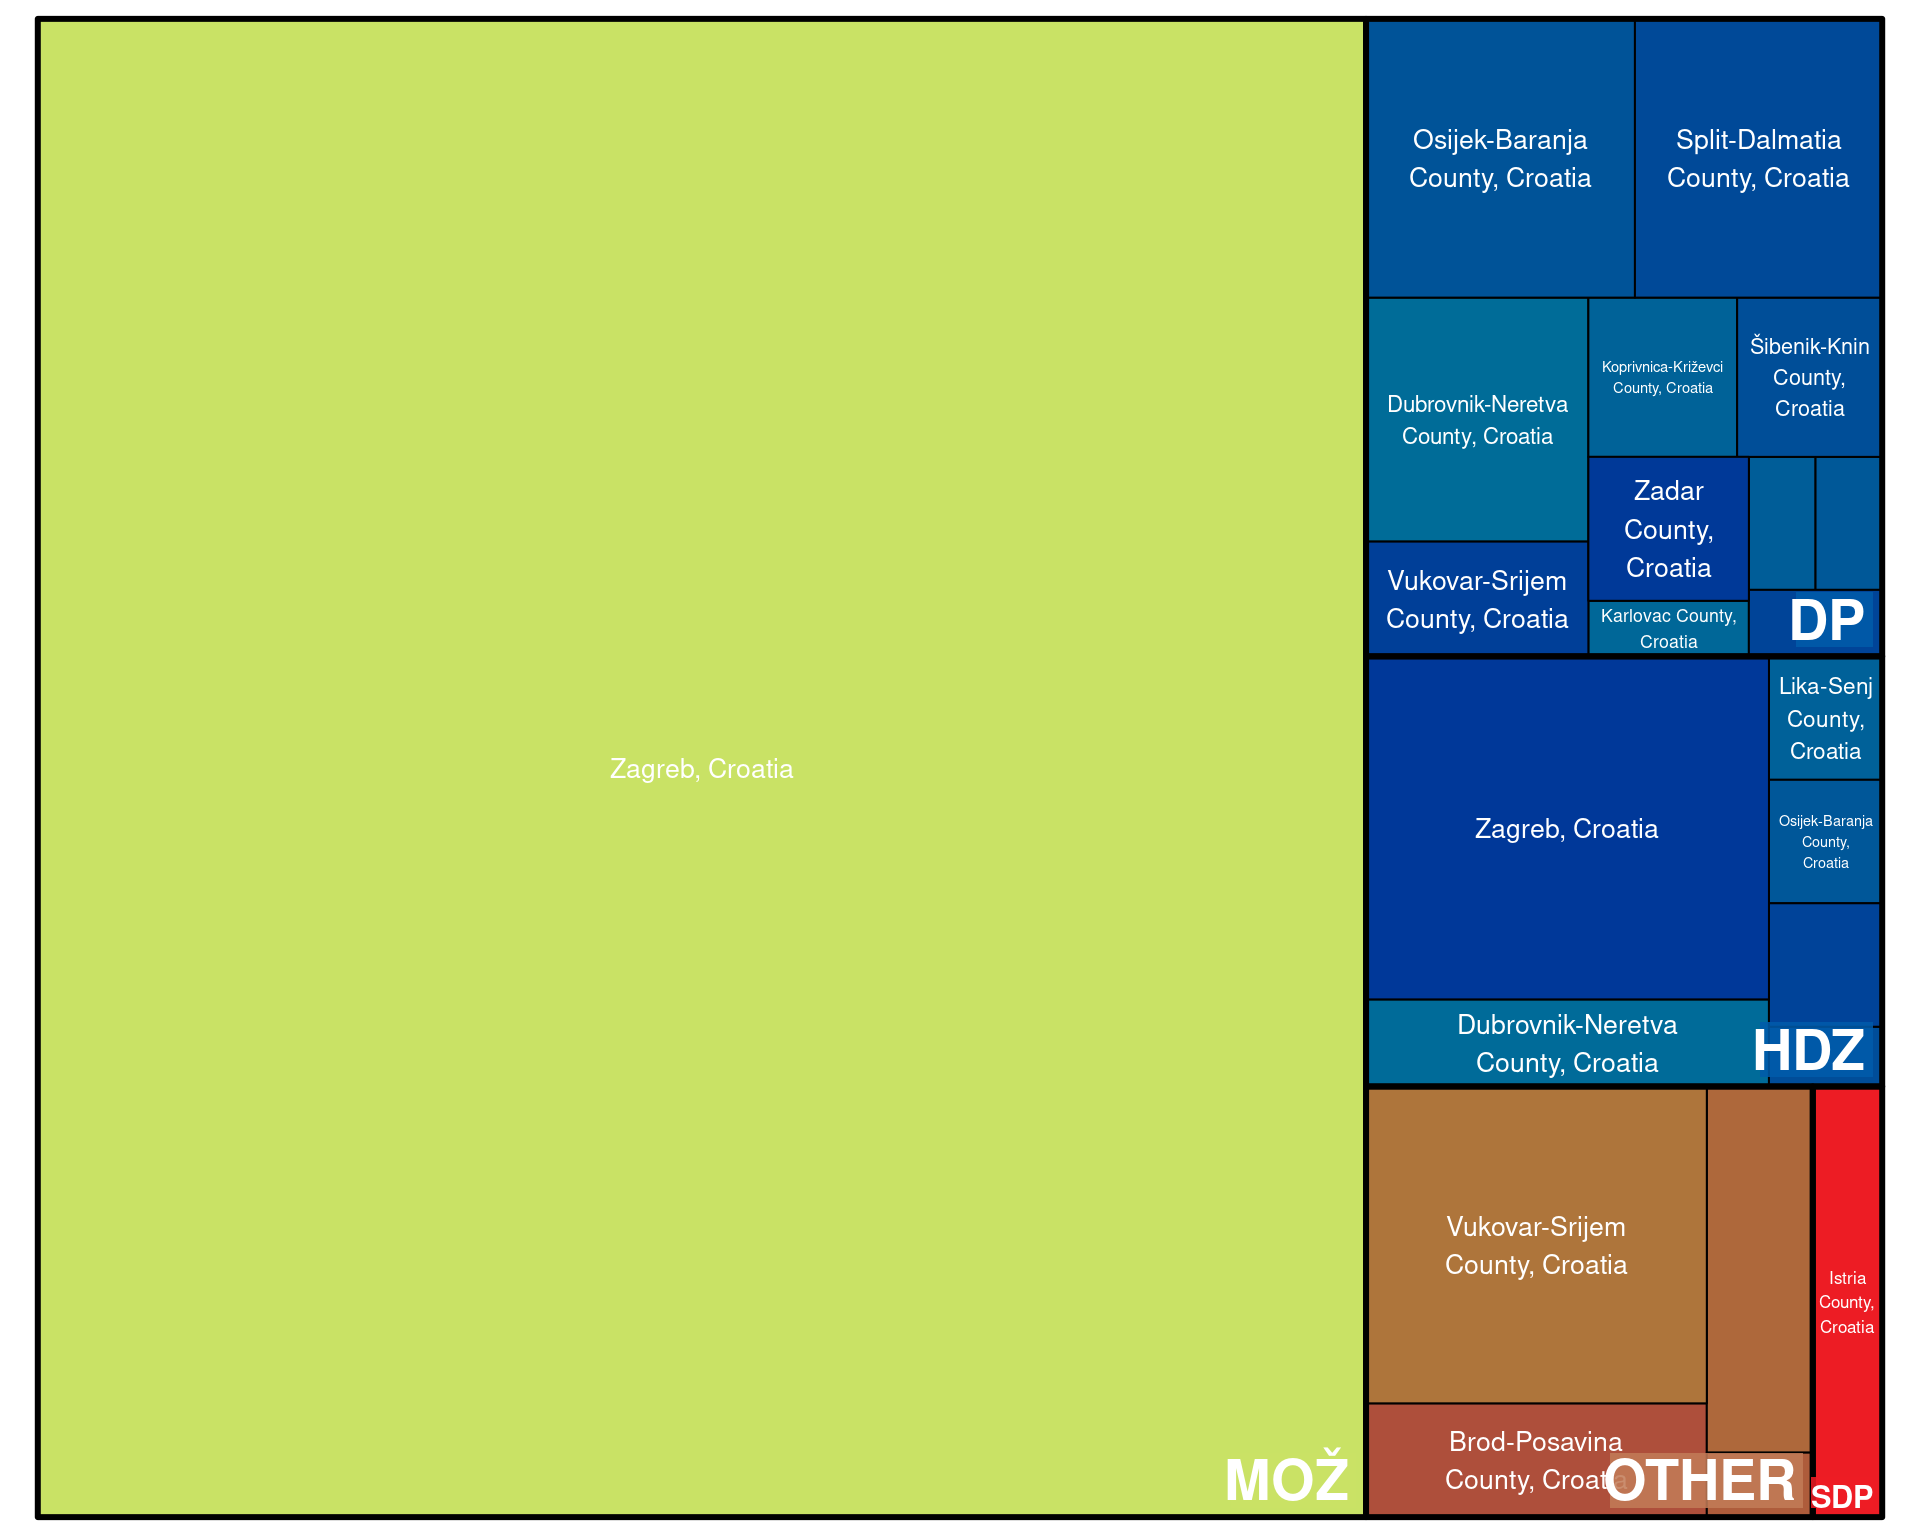 Zagreb, Croatia
MOŽ
Osijek-Baranja
County, Croatia
Split-Dalmatia
County, Croatia
Dubrovnik-Neretva
County, Croatia
Koprivnica-Križevci
County, Croatia
Šibenik-Knin
County,
Croatia
Vukovar-Srijem
County, Croatia
Zadar
County,
Croatia
Karlovac County,
Croatia
DP
Zagreb, Croatia
Lika-Senj
County,
Croatia
Osijek-Baranja
County,
Croatia
Dubrovnik-Neretva
County, Croatia
HDZ
Vukovar-Srijem
County, Croatia
Brod-Posavina
County, Croatia
OTHER
Istria
County,
Croatia
SDP